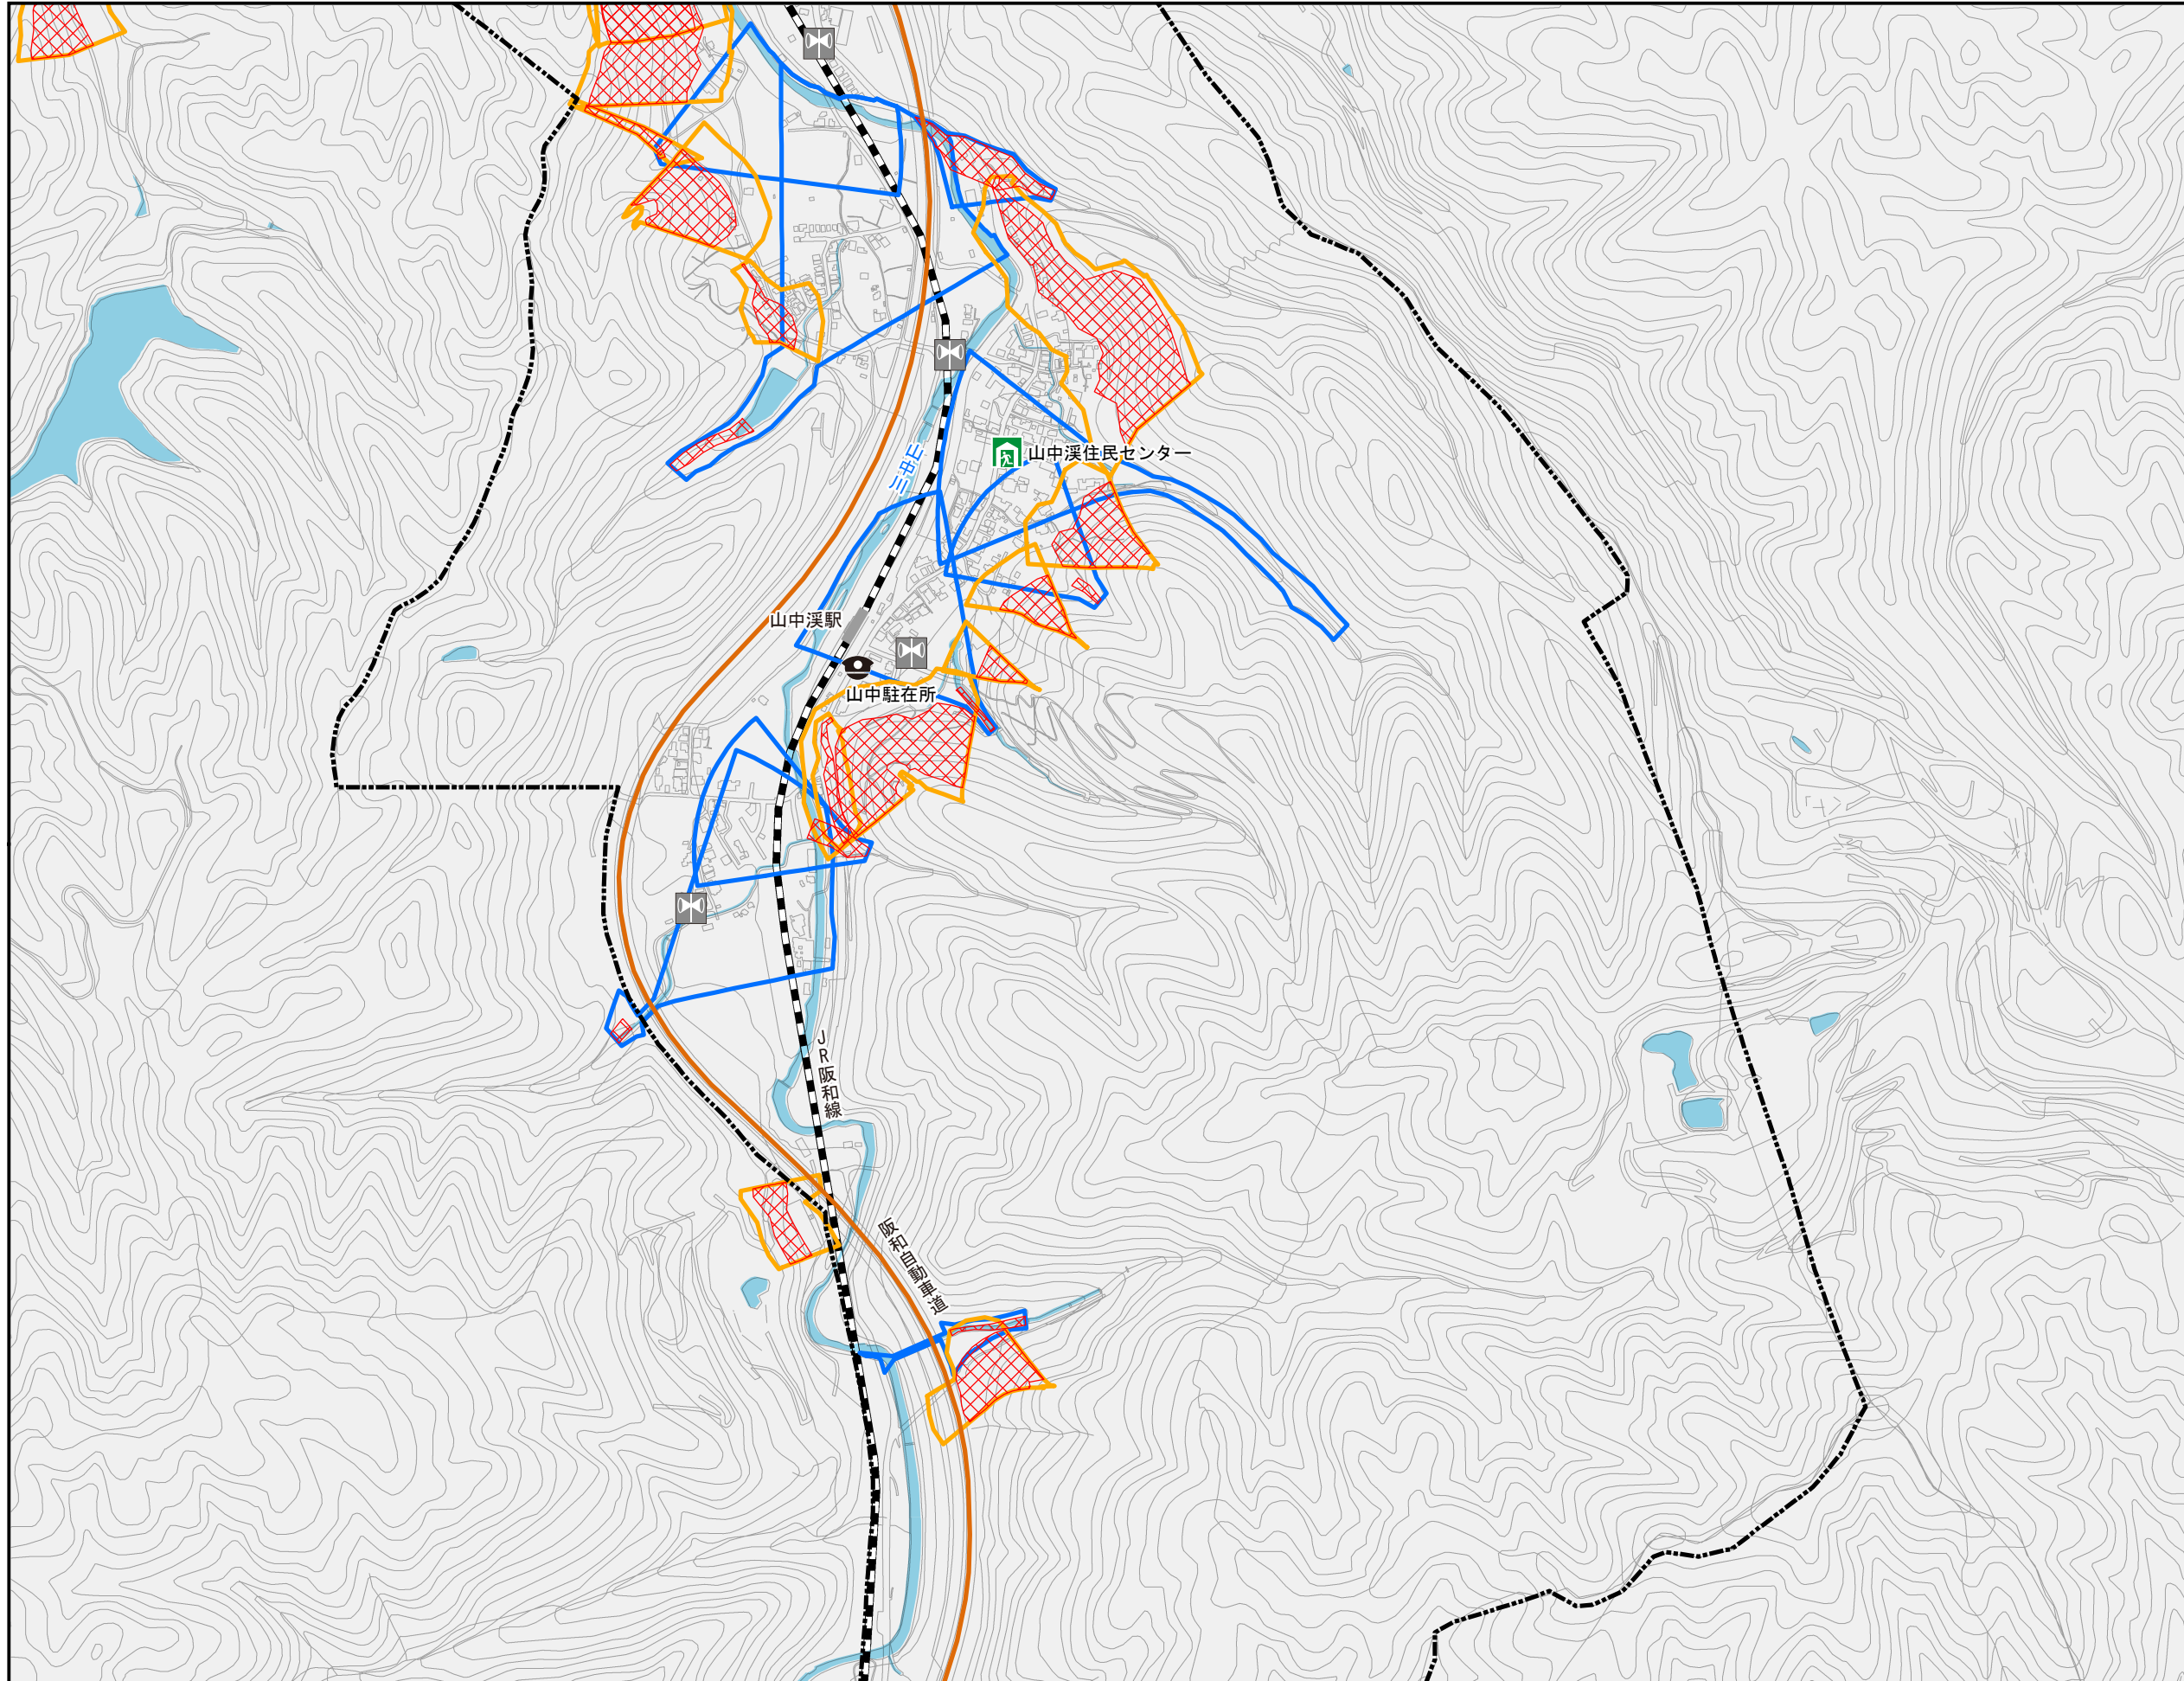 山中渓住民センター
山中川
山中渓駅
山中駐在所
JR阪和線
阪和自動車道